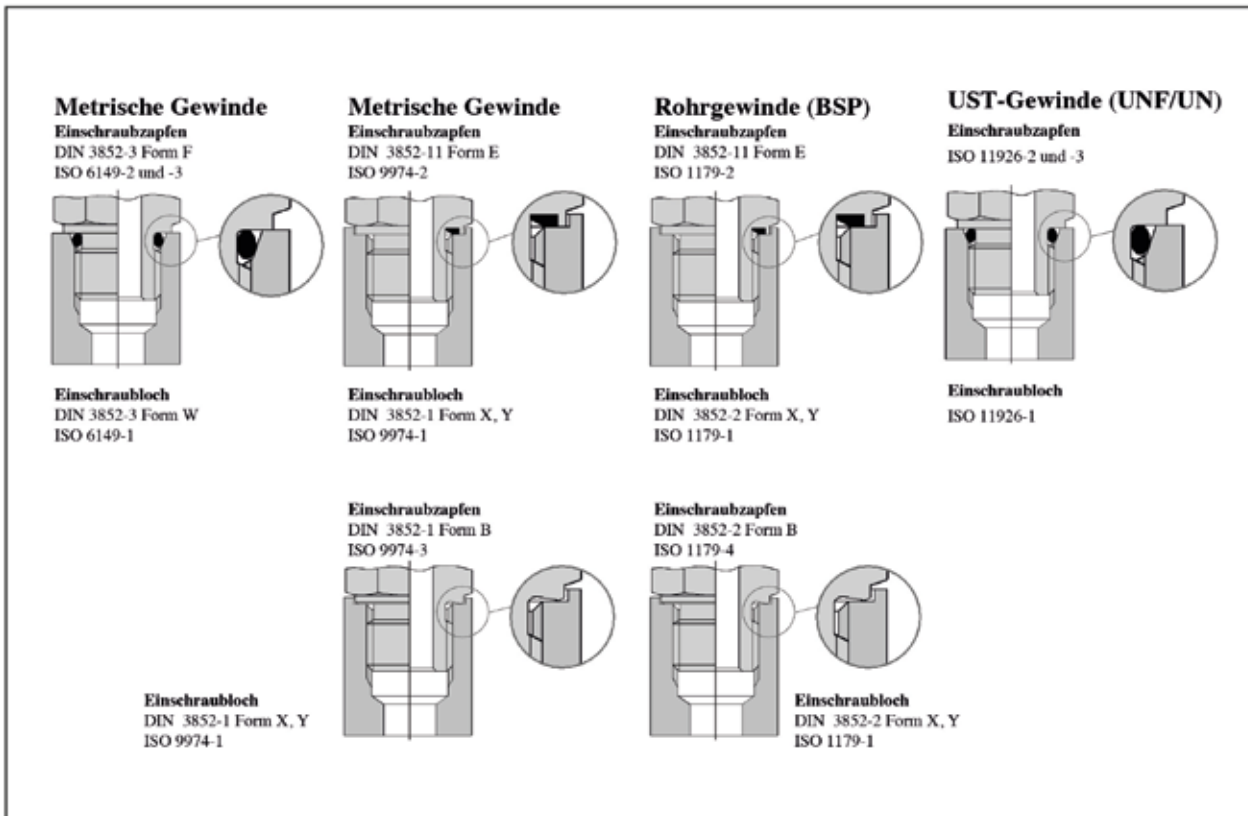 Metrische Gewinde
Einschraubzapfen
DIN 3852-3 Form F
ISO 6149-2 und -3
Einschraubloch
DIN 3852-3 Form W
ISO 6149-1
Metrische Gewinde
Einschraubzapfen
DIN 3852-11 Form E
ISO 9974-2
Einschraubloch
DIN 3852-1 Form X, Y
ISO 9974-1
Rohrgewinde (BSP)
Einschraubzapfen
DIN 3852-11 Form E
ISO 1179-2
Einschraubloch
DIN 3852-2 Form X, Y
ISO 1179-1
UST-Gewinde (UNF/UN)
Einschraubzapfen
ISO 11926-2 und -3
Einschraubloch
ISO 11926-1
Einschraubzapfen
DIN 3852-1 Form B
ISO 9974-3
Einschraubloch
DIN 3852-1 Form X, Y
ISO 9974-1
Einschraubzapfen
DIN 3852-2 Form B
ISO 1179-4
Einschraubloch
DIN 3852-2 Form X, Y
ISO 1179-1